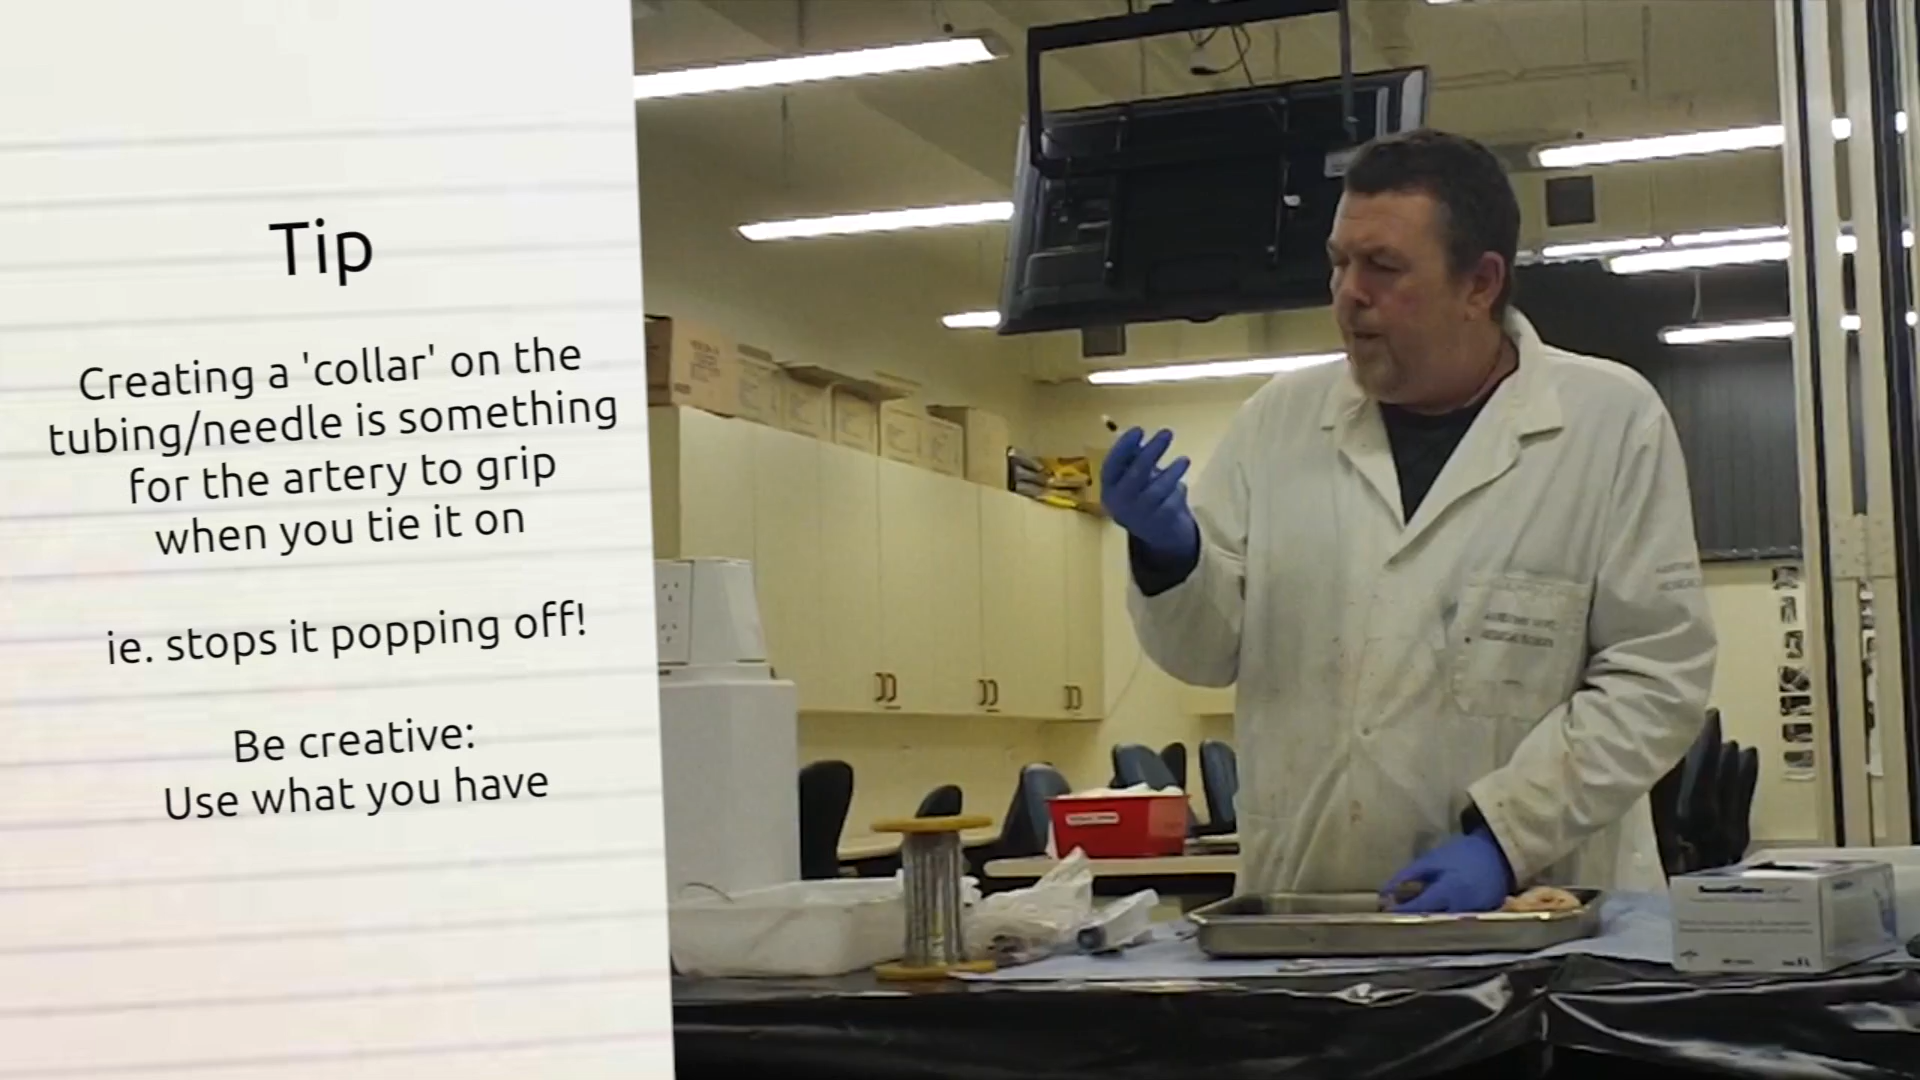 Tip
Creating a 'collar' on the
tubing/needle is something
for the artery to grip
when you tie it on
ie. stops it popping off!
Be creative:
Use what you have